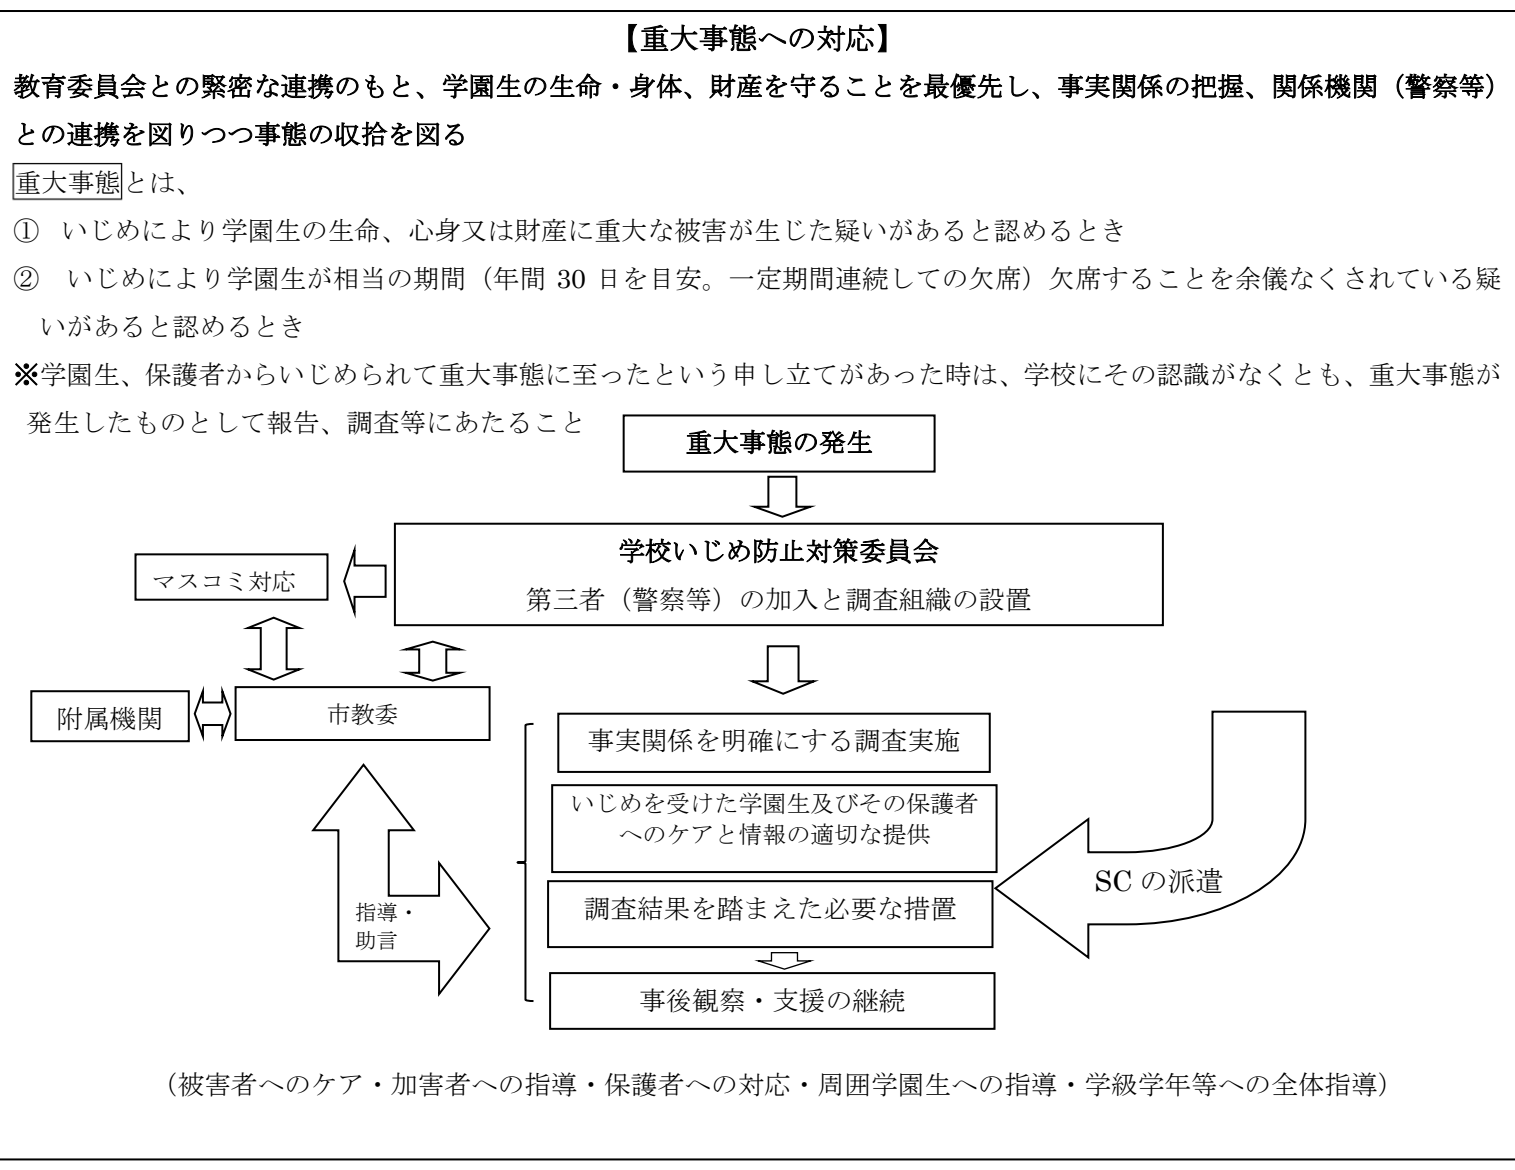 【重大事態への対応】
教育委員会との緊密な連携のもと、学園生の生命・身体、財産を守ることを最優先し、事実関係の把握、関係機関（警察等）
との連携を図りつつ事態の収拾を図る
重大事態とは、
① いじめにより学園生の生命、心身又は財産に重大な被害が生じた疑いがあると認めるとき
② いじめにより学園生が相当の期間（年間 30 日を目安。一定期間連続しての欠席）欠席することを余儀なくされている疑
いがあると認めるとき
※学園生、保護者からいじめられて重大事態に至ったという申し立てがあった時は、学校にその認識がなくとも、重大事態が
発生したものとして報告、調査等にあたること
重大事態の発生
学校いじめ防止対策委員会
第三者（警察等）の加入と調査組織の設置
マスコミ対応
附属機関
市教委
事実関係を明確にする調査実施
いじめを受けた学園生及びその保護者
へのケアと情報の適切な提供
調査結果を踏まえた必要な措置
SC の派遣
指導・
助言
事後観察・支援の継続
（被害者へのケア・加害者への指導・保護者への対応・周囲学園生への指導・学級学年等への全体指導）